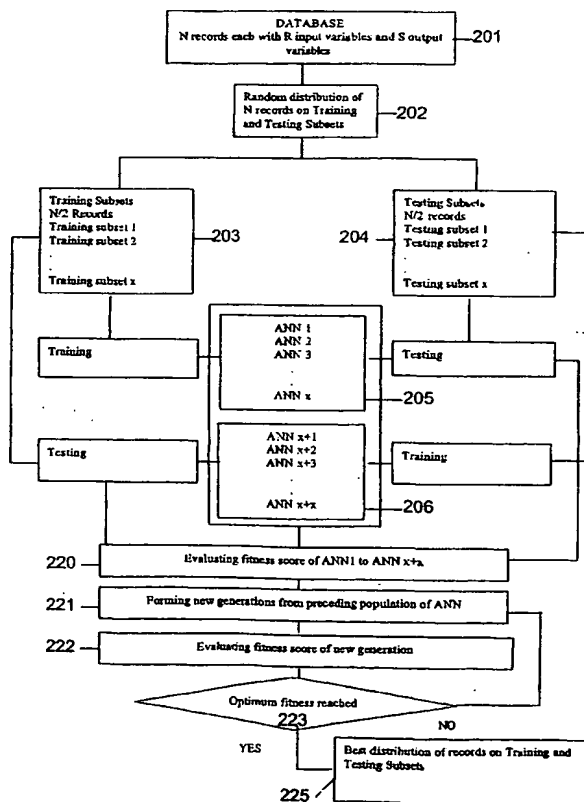 DATABASE
N records each with R input variables and S output
variables
201
Random distribution of
N records on Training
and Testing Subsets
202
Training Subsets
N/2 Records
Training subset 1
Training subset 2
.
.
Training subset x
203
204
Testing Subsets
N/2 records
Testing subset 1
Testing subset 2
.
.
Testing subset x
Training
ANN 1
ANN 2
ANN 3
.
.
ANN x
205
Testing
Testing
ANN x+1
ANN x+2
ANN x+3
.
.
ANN x+x
206
Training
220
Evaluating fitness score of ANN1 to ANN x+x
221
Forming new generations from preceding population of ANN
222
Evaluating fitness score of new generation
Optimum fitness reached
223
NO
YES
Best distribution of records on Training and
Testing Subsets
225